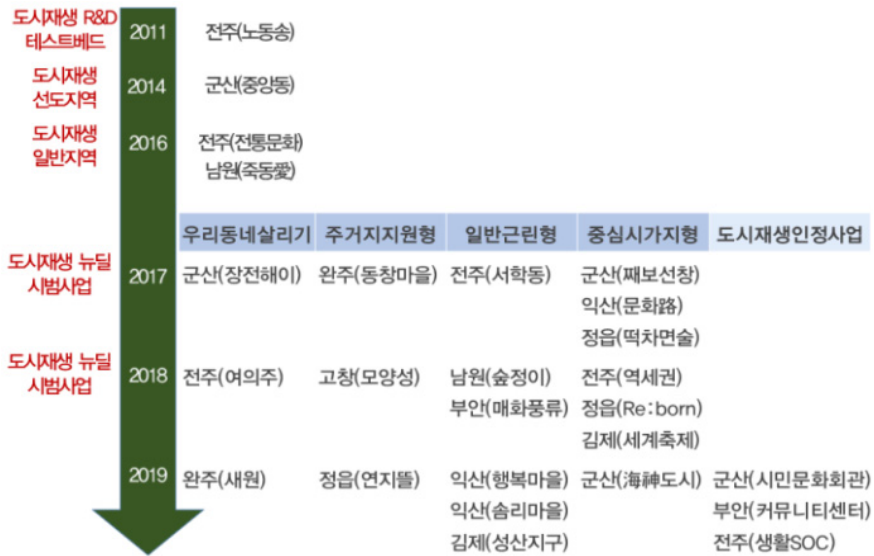 도시재생 R&D
테스트베드
2011
전주(노동송)
도시재생
선도지역
2014
군산(중앙동)
도시재생
일반지역
2016
전주(전통문화)
남원(죽동愛)
우리동네살리기 주거지지원형 일반근린형 중심시가지형 도시재생인정사업
도시재생 뉴딜
시범사업
2017 군산(장전해이) 완주(동창마을) 전주(서학동) 군산(째보선창)
익산(문화路)
정읍(떡차면술)
도시재생 뉴딜
시범사업
2018 전주(여의주) 고창(모양성) 남원(숲정이) 전주(역세권)
부안(매화풍류) 정읍(Re:born)
김제(세계축제)
2019 완주(새원) 정읍(연지뜰) 익산(행복마을) 군산(海神도시) 군산(시민문화회관)
익산(솜리마을) 부안(커뮤니티센터)
김제(성산지구) 전주(생활SOC)